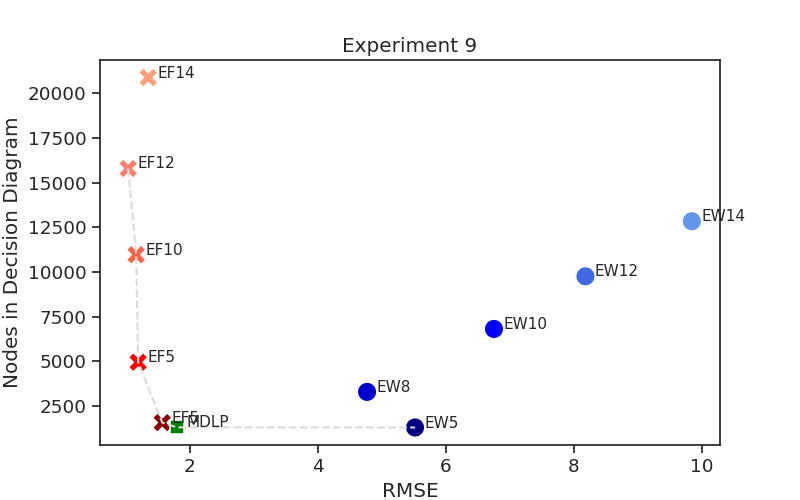 Experiment 9
Nodes in Decision Diagram
20000
17500
15000
12500
10000
7500
5000
2500
EF14
EF12
EF10
EF5
EF5
MDLP
EW14
EW12
EW10
EW8
EW5
2
4
6
8
10
RMSE